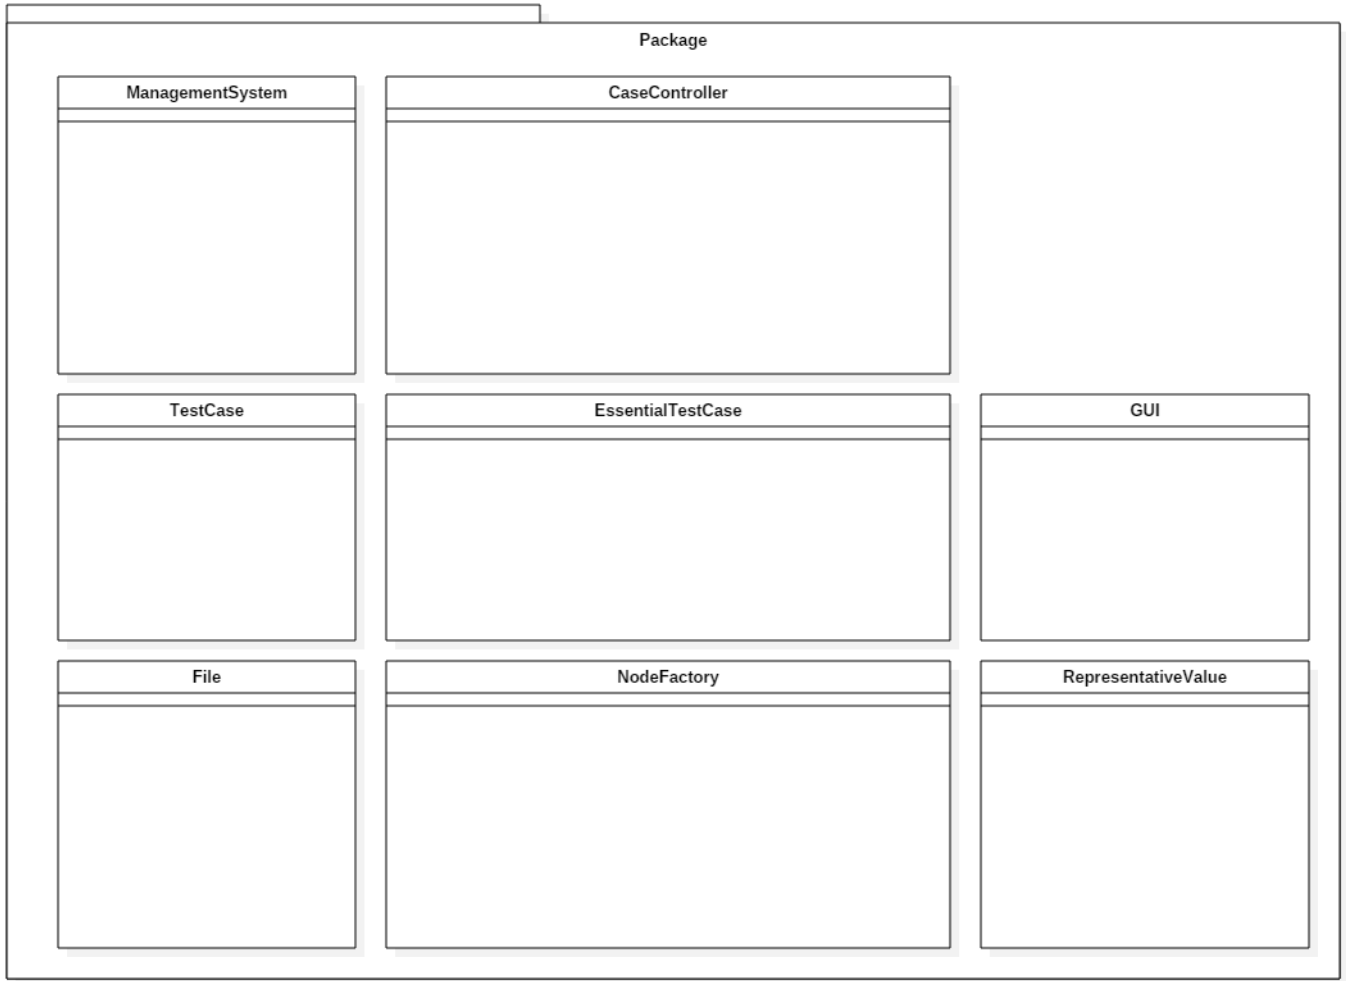 Package
ManagementSystem
CaseController
TestCase
EssentialTestCase
GUI
File
NodeFactory
RepresentativeValue